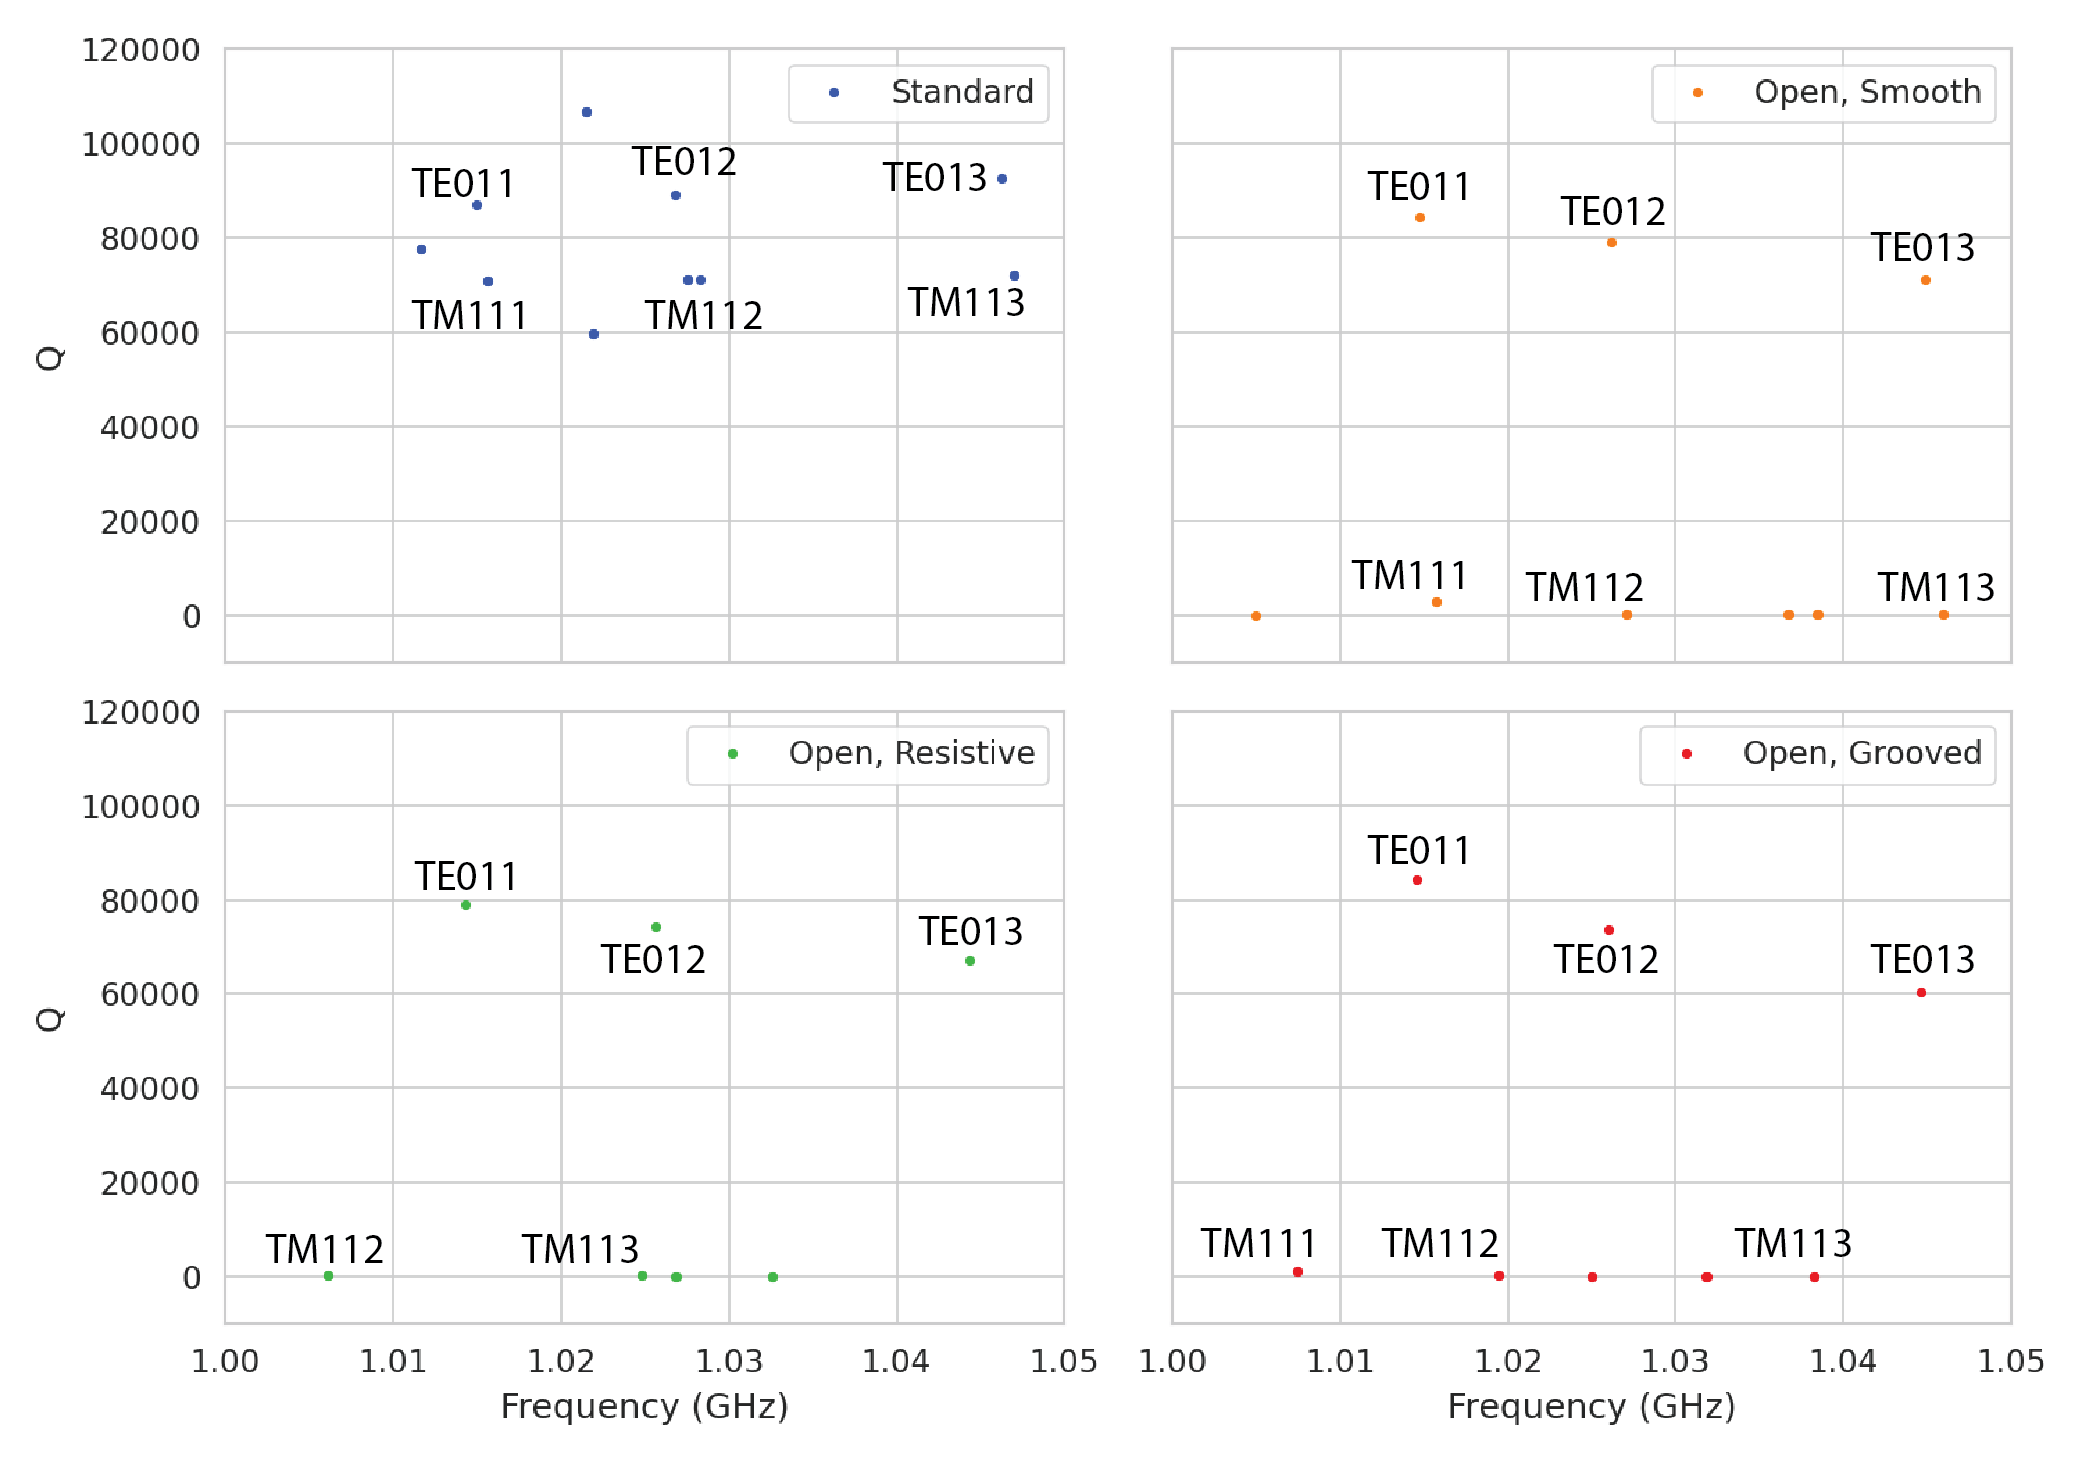 120000
100000
80000
60000
40000
20000
0
Q
Standard
TE011
TE012
TE013
TM111
TM112
TM113
Open, Smooth
TE011
TE012
TE013
TM111
TM112
TM113
120000
100000
80000
60000
40000
20000
0
Q
Open, Resistive
TE011
TE012
TE013
TM112
TM113
1.00 1.01 1.02 1.03 1.04 1.05
Frequency (GHz)
Open, Grooved
TE011
TE012
TE013
TM111
TM112
TM113
1.00 1.01 1.02 1.03 1.04 1.05
Frequency (GHz)